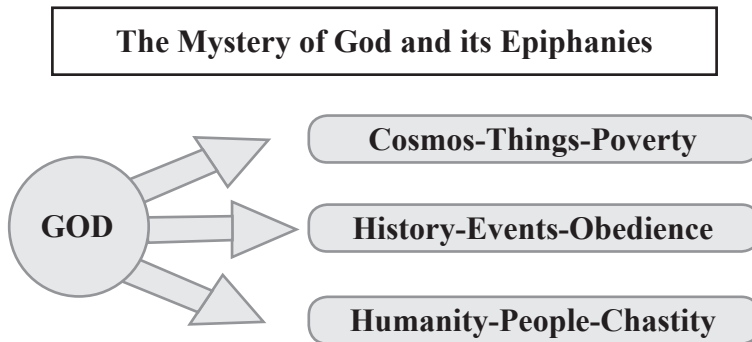 The Mystery of God and its Epiphanies
Cosmos-Things-Poverty
GOD
History-Events-Obedience
Humanity-People-Chastity